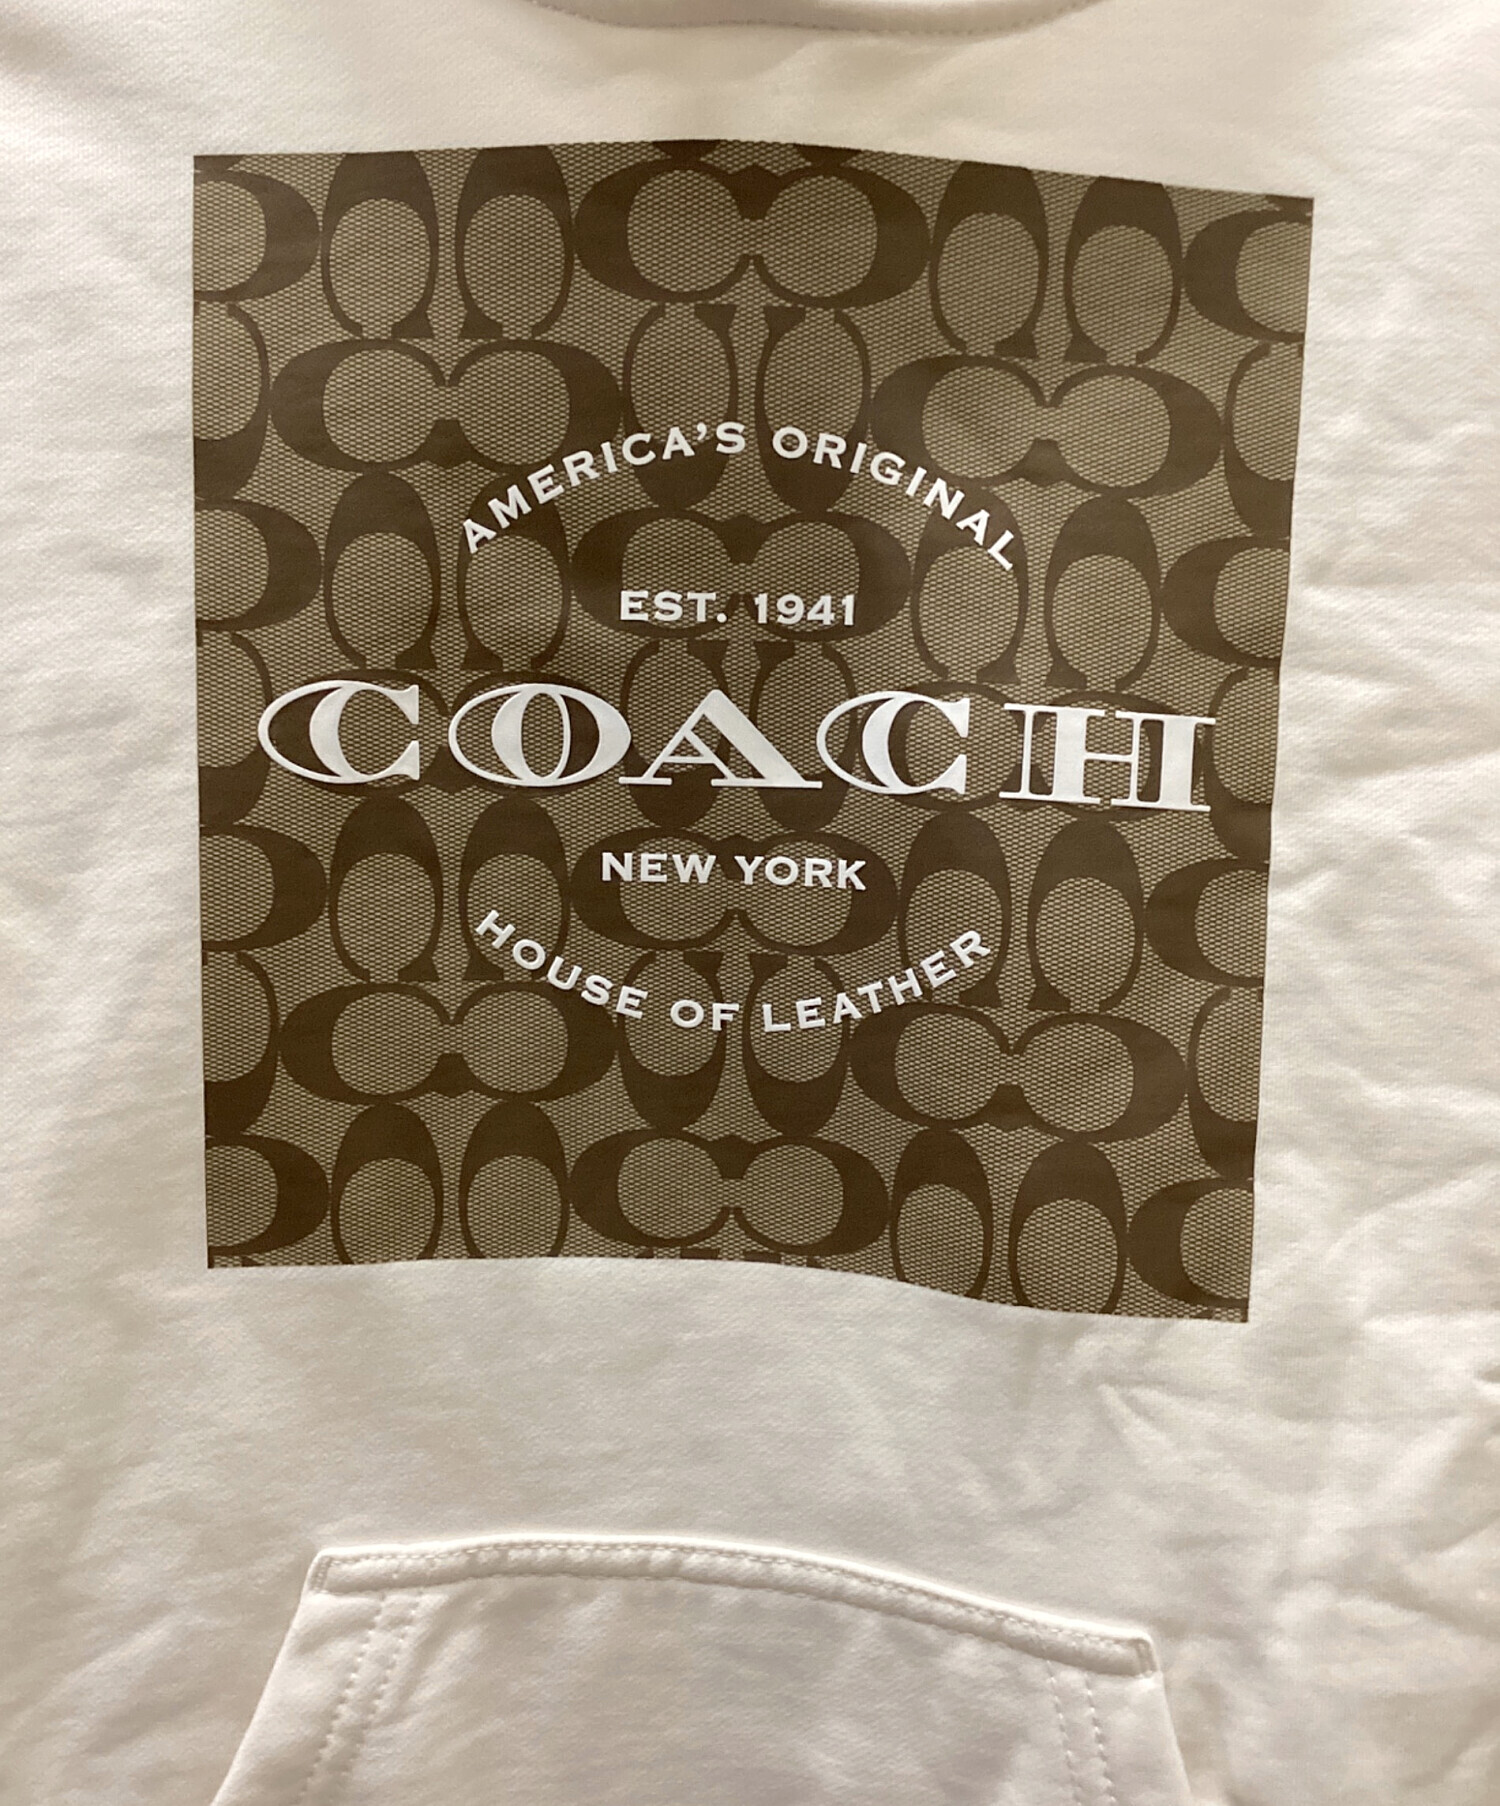 AMERICA’S ORIGINAL
EST. 1941
COACH
NEW YORK
HOUSE OF LEATHER